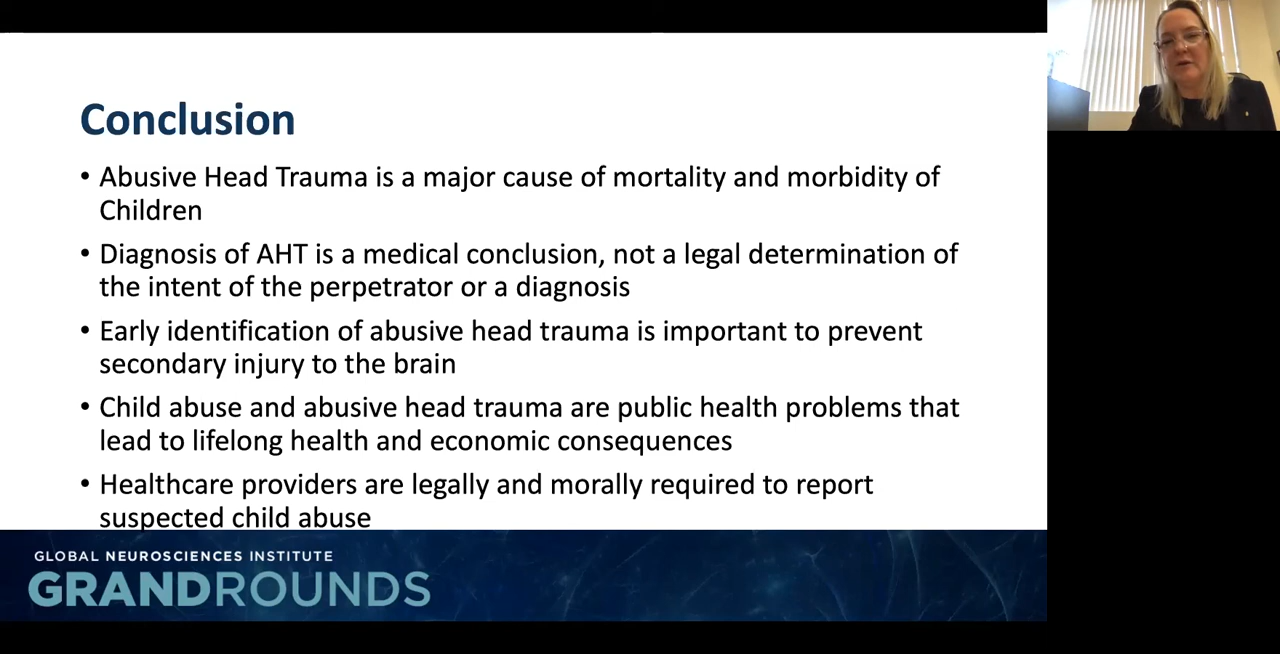 Conclusion
• Abusive Head Trauma is a major cause of mortality and morbidity of
Children
• Diagnosis of AHT is a medical conclusion, not a legal determination of
the intent of the perpetrator or a diagnosis
• Early identification of abusive head trauma is important to prevent
secondary injury to the brain
• Child abuse and abusive head trauma are public health problems that
lead to lifelong health and economic consequences
• Healthcare providers are legally and morally required to report
suspected child abuse
GLOBAL NEUROSCIENCES INSTITUTE
GRANDROUNDS